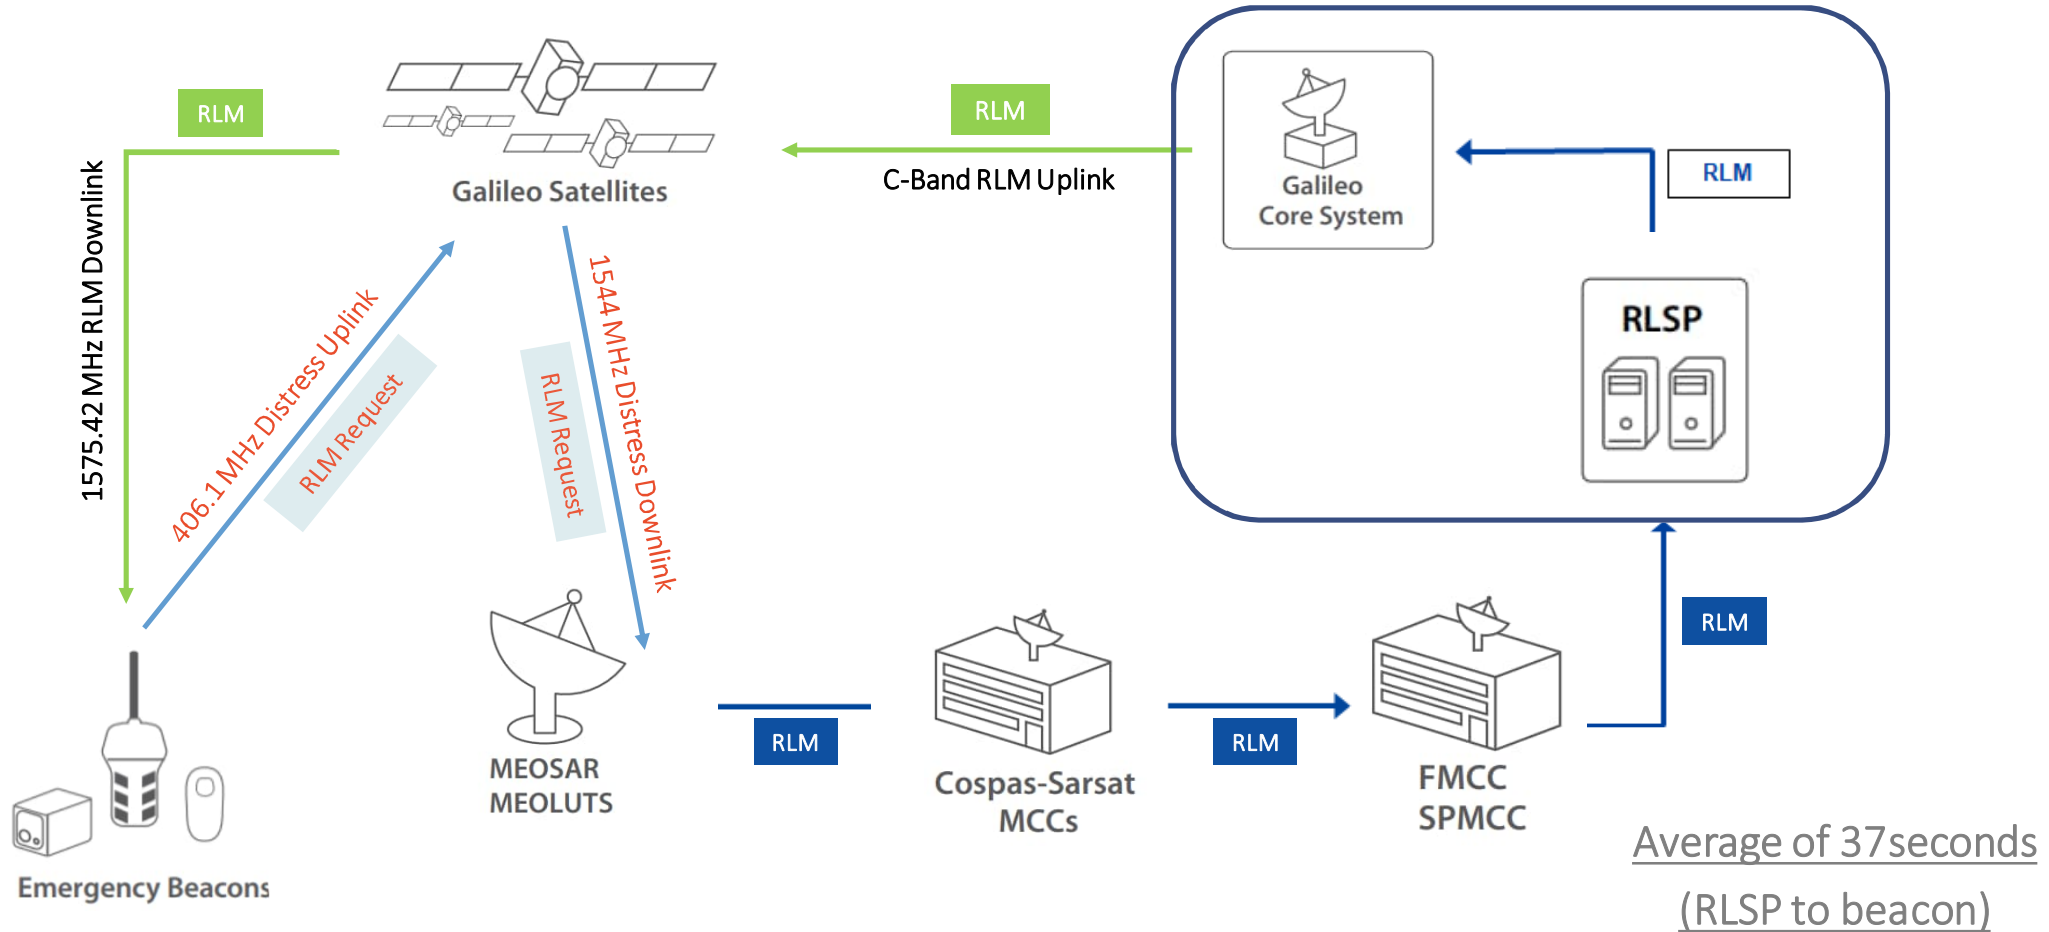 RLM
RLM
C-Band RLM Uplink
Galileo Satellites
Galileo
Core System
RLM
RLSP
1575.42 MHz RLM Downlink
406.1 MHz Distress Uplink
RLM Request
1544 MHz Distress Downlink
RLM Request
RLM
RLM
RLM
MEOSAR
MEOLUTS
Cospas-Sarsat
MCCs
FMCC
SPMCC
Emergency Beacons
Average of 37seconds
(RLSP to beacon)